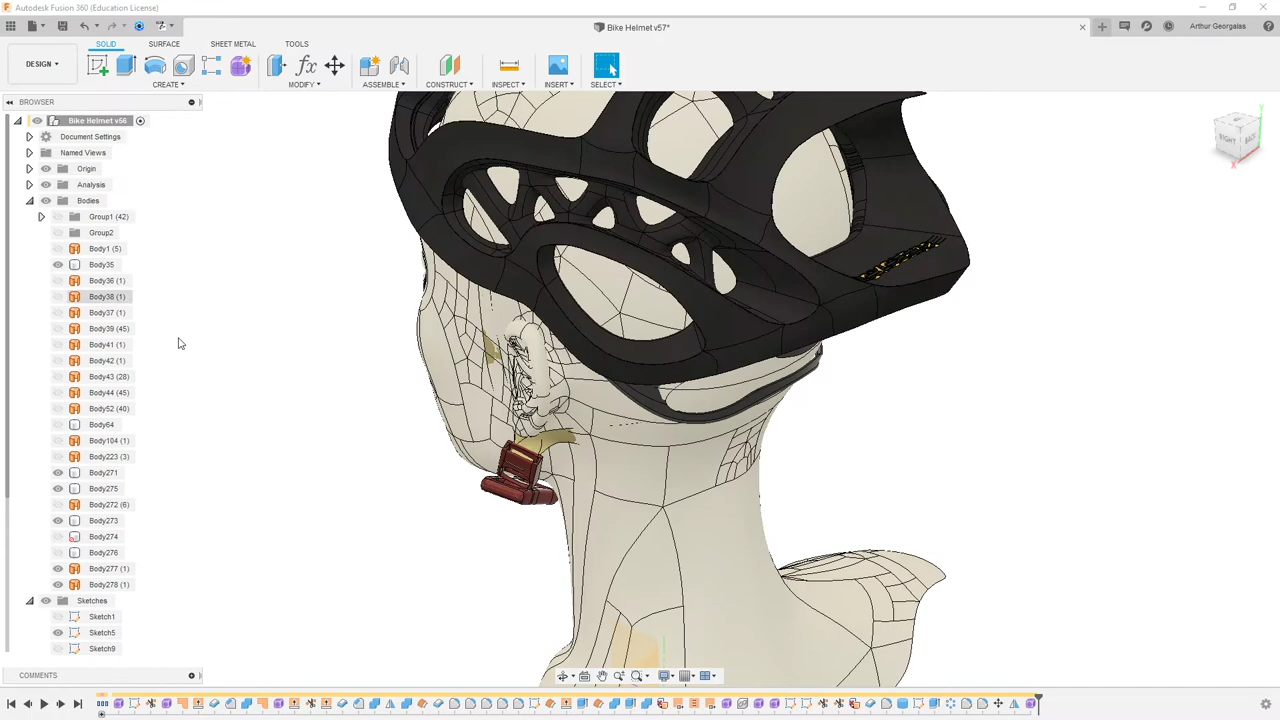 Autodesk Fusion 360 (Education License)
Bike Helmet v57*
Arthur Georgalas
SOLID SURFACE SHEET METAL TOOLS
DESIGN
CREATE MODIFY ASSEMBLE CONSTRUCT INSPECT INSERT SELECT
BROWSER
Bike Helmet v56
Document Settings
Named Views
Origin
Analysis
Bodies
Group1 (42)
Group2
Body1 (5)
Body35
Body36 (1)
Body38 (1)
Body37 (1)
Body39 (45)
Body41 (1)
Body42 (1)
Body43 (28)
Body44 (45)
Body52 (40)
Body64
Body104 (1)
Body223 (3)
Body271
Body275
Body272 (6)
Body273
Body274
Body276
Body277 (1)
Body278 (1)
Sketches
Sketch1
Sketch5
Sketch9
COMMENTS
RIGHT BACK